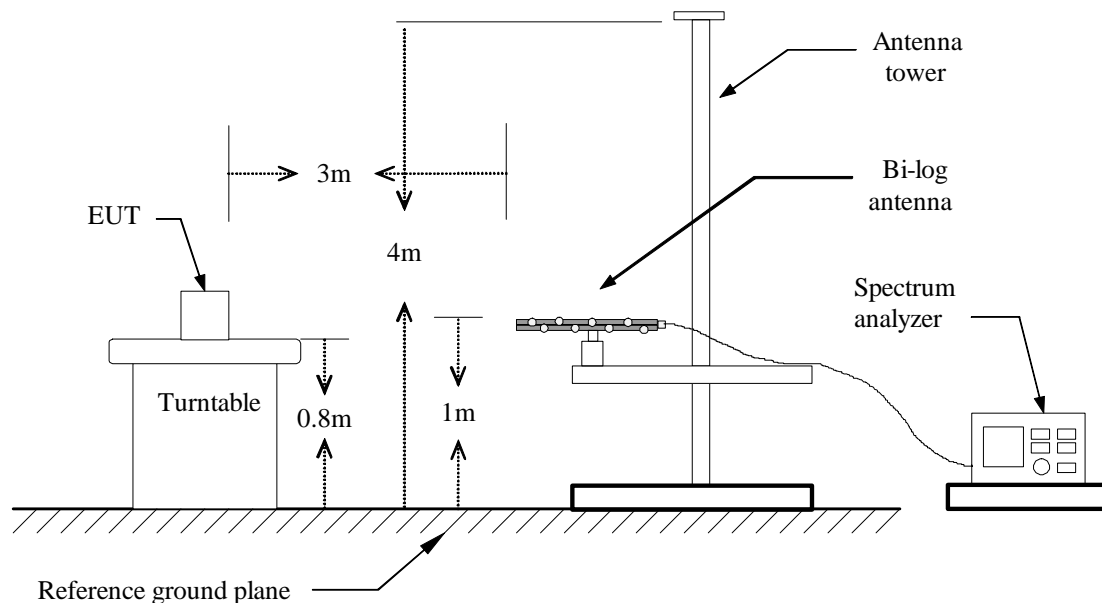 Antenna
tower
3m
Bi-log
antenna
EUT
4m
Spectrum
analyzer
Turntable
0.8m
1m
Reference ground plane